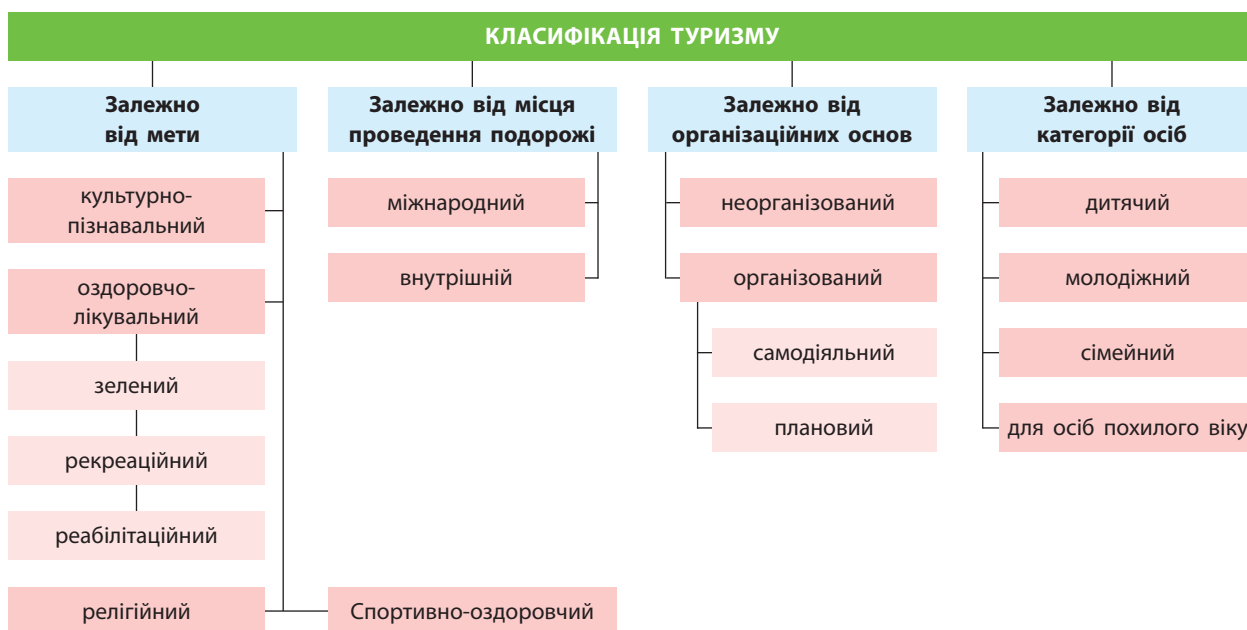 КЛАСИФІКАЦІЯ ТУРИЗМУ
Залежно
від мети
культурно-
пізнавальний
оздоровчо-
лікувальний
зелений
рекреаційний
реабілітаційний
релігійний
Спортивно-оздоровчий
Залежно від місця
проведення подорожі
міжнародний
внутрішній
Залежно від
організаційних основ
неорганізований
організований
самодіяльний
плановий
Залежно від
категорії осіб
дитячий
молодіжний
сімейний
для осіб похилого віку